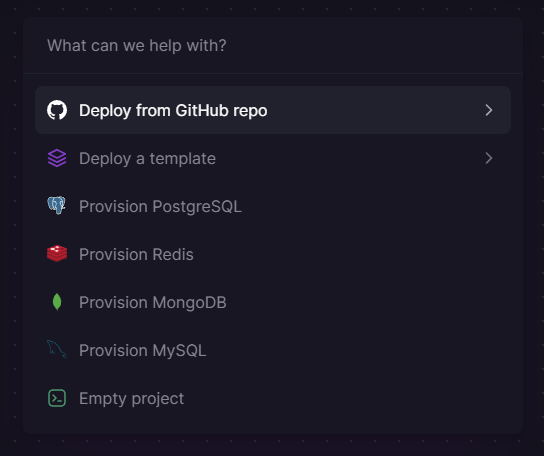 What can we help with?
Deploy from GitHub repo
Deploy a template
Provision PostgreSQL
Provision Redis
Provision MongoDB
Provision MySQL
Empty project